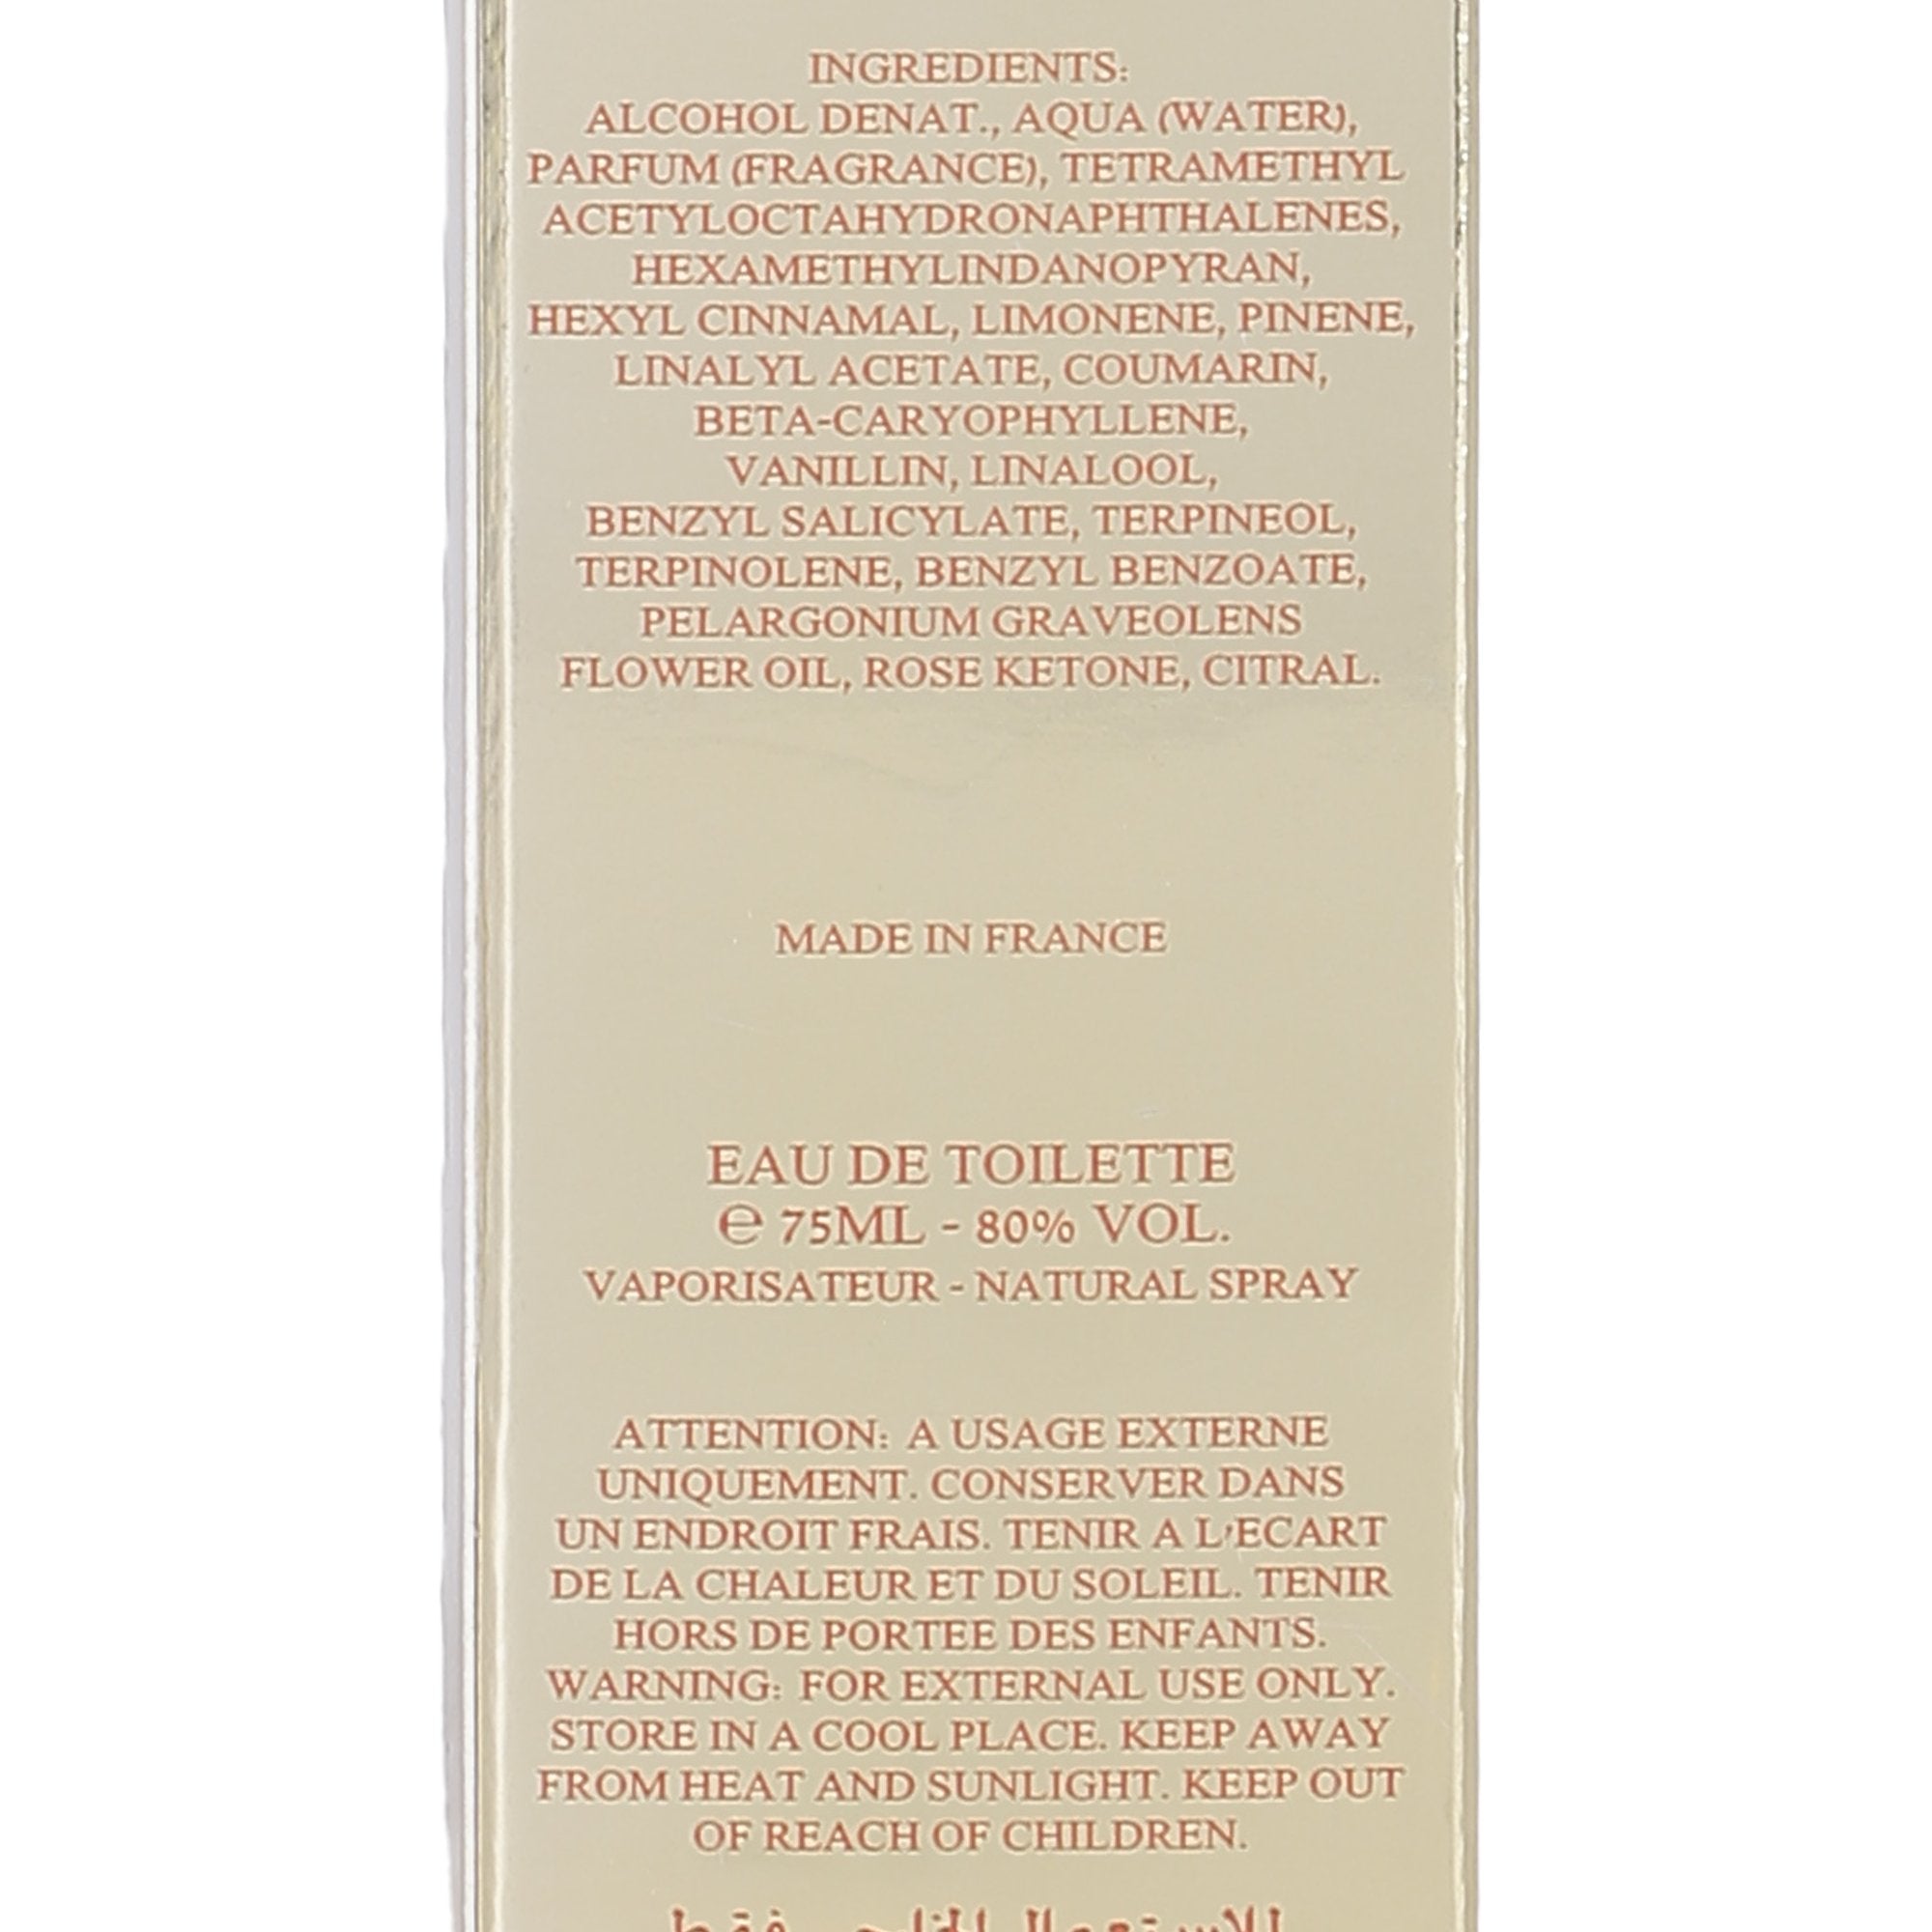 INGREDIENTS:
ALCOHOL DENAT., AQUA (WATER),
PARFUM (FRAGRANCE), TETRAMETHYL
ACETYLOCTAHYDRONAPHTHALENES,
HEXAMETHYLINDANOPYRAN,
HEXYL CINNAMAL, LIMONENE, PINENE,
LINALYL ACETATE, COUMARIN,
BETA-CARYOPHYLLENE,
VANILLIN, LINALOOL,
BENZYL SALICYLATE, TERPINEOL,
TERPINOLENE, BENZYL BENZOATE,
PELARGONIUM GRAVEOLENS
FLOWER OIL, ROSE KETONE, CITRAL.
MADE IN FRANCE
EAU DE TOILETTE
℮ 75ML - 80% VOL.
VAPORISATEUR - NATURAL SPRAY
ATTENTION: A USAGE EXTERNE
UNIQUEMENT. CONSERVER DANS
UN ENDROIT FRAIS. TENIR A L'ECART
DE LA CHALEUR ET DU SOLEIL. TENIR
HORS DE PORTEE DES ENFANTS.
WARNING: FOR EXTERNAL USE ONLY.
STORE IN A COOL PLACE. KEEP AWAY
FROM HEAT AND SUNLIGHT. KEEP OUT
OF REACH OF CHILDREN.
للاستعمال الخارجي فقط